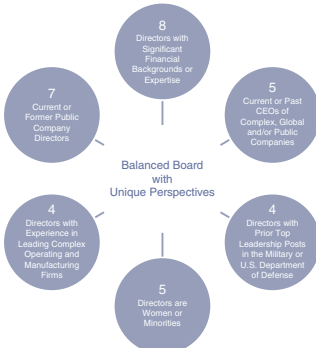 8
Directors with
Significant
Financial
Backgrounds or
Expertise
7
Current or
Former Public
Company
Directors
5
Current or Past
CEOs of
Complex, Global
and/or Public
Companies
Balanced Board
with
Unique Perspectives
4
Directors with
Experience in
Leading Complex
Operating and
Manufacturing
Firms
4
Directors with
Prior Top
Leadership Posts
in the Military or
U.S. Department
of Defense
5
Directors are
Women or
Minorities